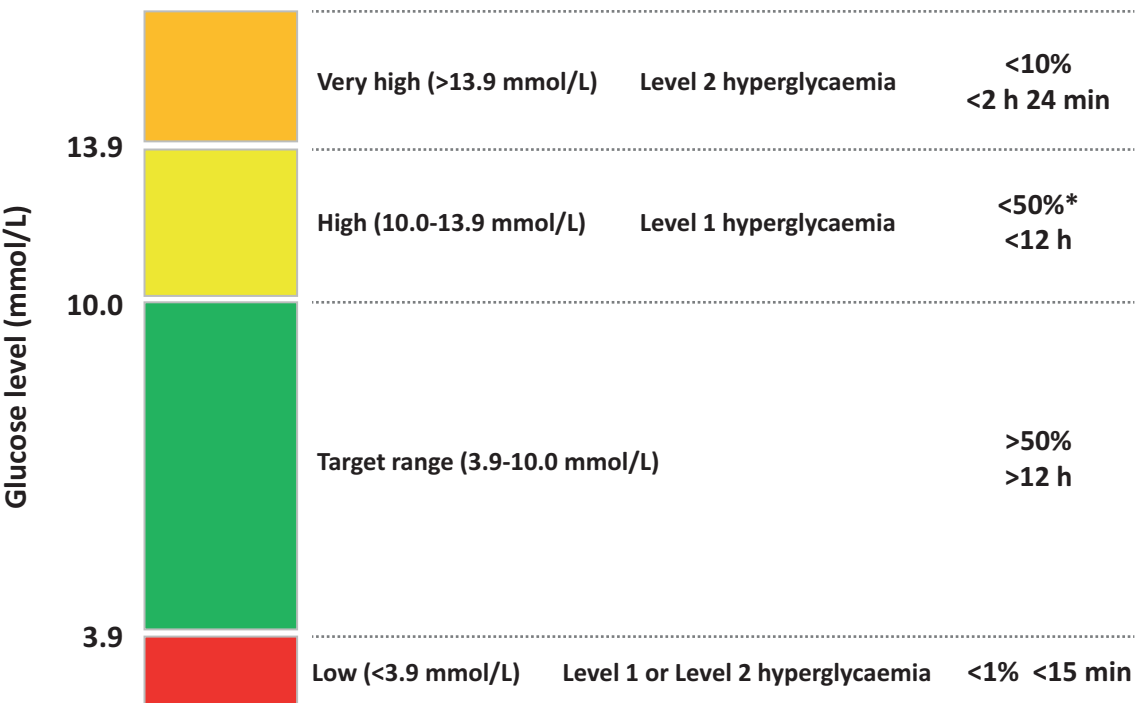 Glucose level (mmol/L)
Very high (>13.9 mmol/L) Level 2 hyperglycaemia <10%
<2 h 24 min
13.9
High (10.0-13.9 mmol/L) Level 1 hyperglycaemia <50%*
<12 h
10.0
Target range (3.9-10.0 mmol/L) >50%
>12 h
3.9
Low (<3.9 mmol/L) Level 1 or Level 2 hyperglycaemia <1% <15 min